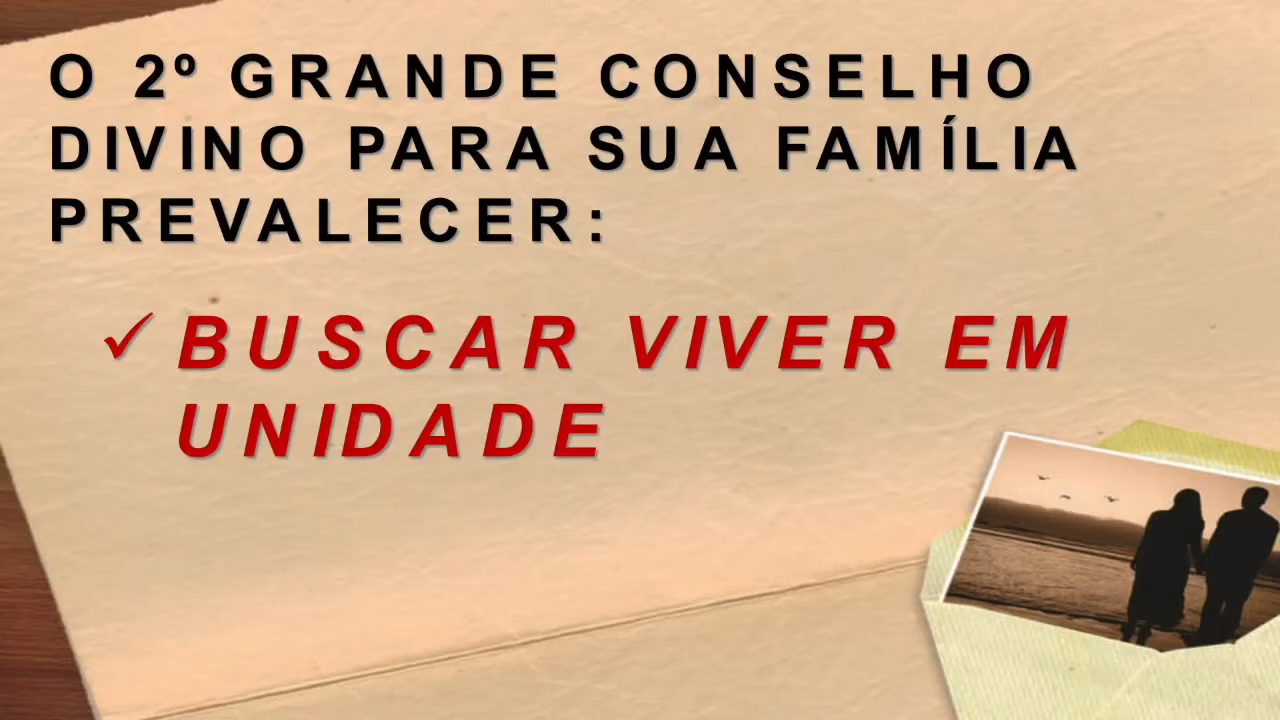 O 2º GRANDE CONSELHO
DIVINO PARA SUA FAMÍLIA
PREVALECER:
✓ BUSCAR VIVER EM
UNIDADE